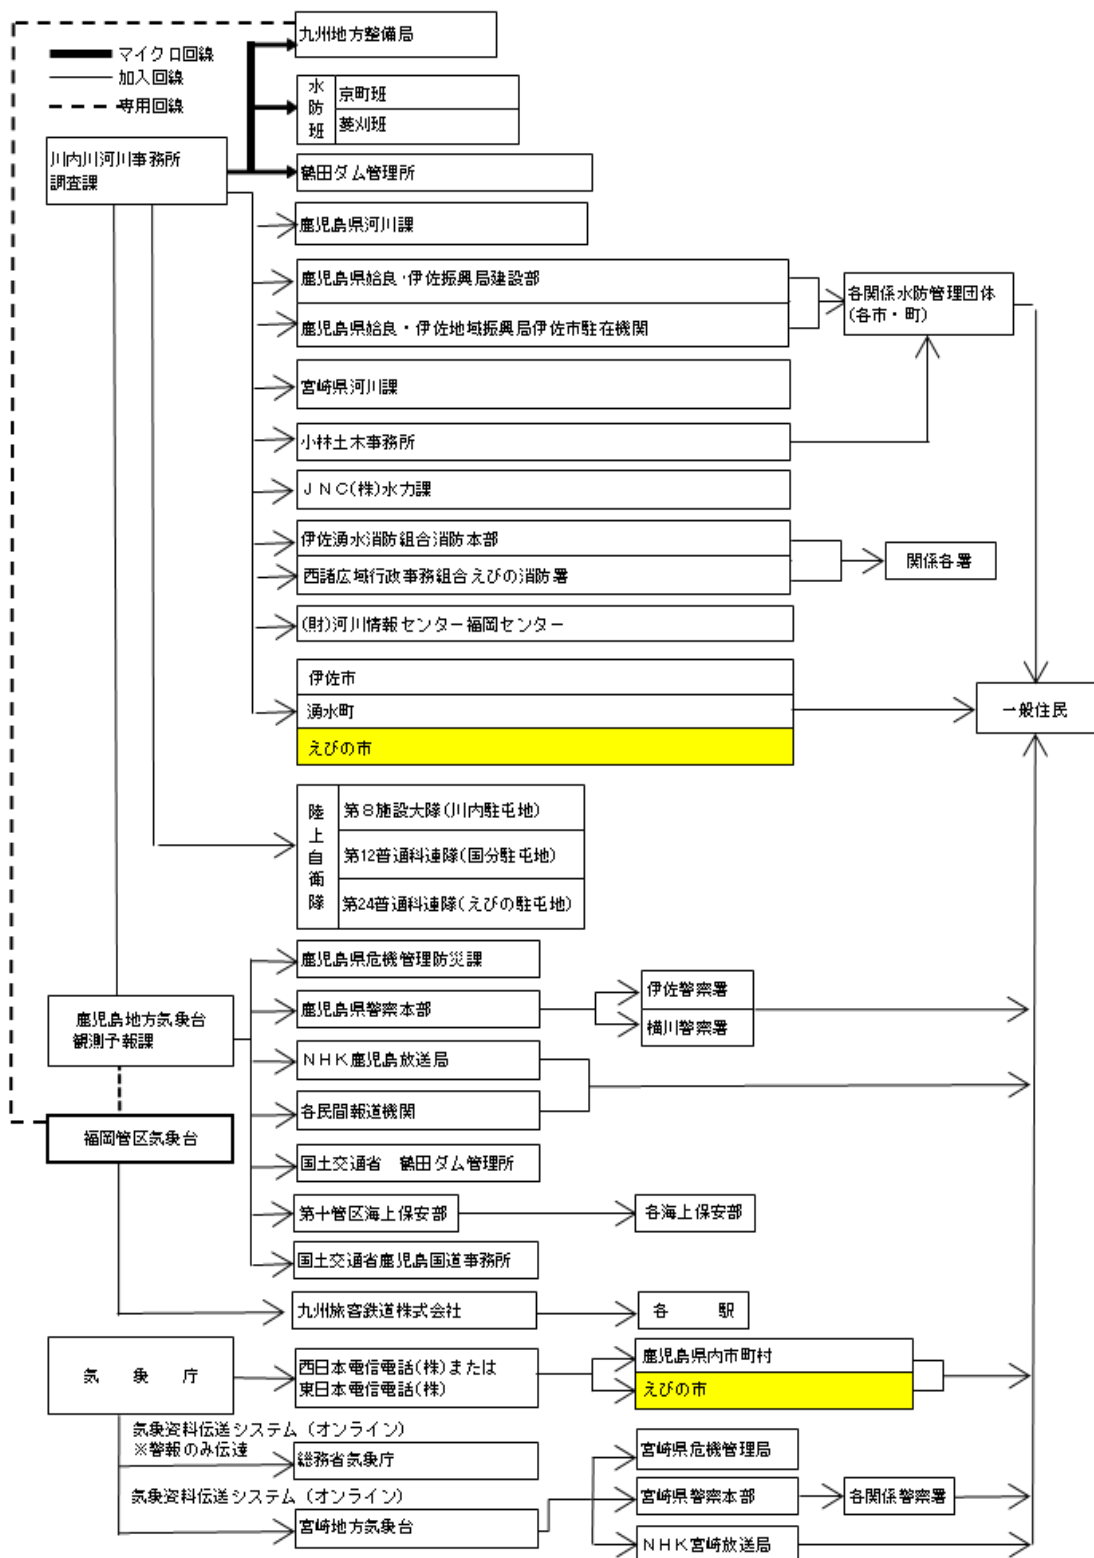 九州地方整備局
マイクロ回線
加入回線
専用回線
水防班
京町班
菱刈班
川内川河川事務所
調査課
鶴田ダム管理所
鹿児島県河川課
鹿児島県姶良・伊佐振興局建設部
鹿児島県姶良・伊佐地域振興局伊佐市駐在機関
各関係水防管理団体
(各市・町)
宮崎県河川課
小林土木事務所
ＪＮＣ(株)水力課
伊佐湧水消防組合消防本部
西諸広域行政事務組合えびの消防署
関係各署
(財)河川情報センター福岡センター
伊佐市
湧水町
えびの市
一般住民
陸上自衛隊
第８施設大隊(川内駐屯地)
第12普通科連隊(国分駐屯地)
第24普通科連隊(えびの駐屯地)
鹿児島県危機管理防災課
鹿児島地方気象台
観測予報課
鹿児島県警察本部
伊佐警察署
横川警察署
ＮＨＫ鹿児島放送局
各民間報道機関
福岡管区気象台
国土交通省　鶴田ダム管理所
第十管区海上保安部
各海上保安部
国土交通省鹿児島国道事務所
九州旅客鉄道株式会社
各　駅
気　象　庁
西日本電信電話(株)または
東日本電信電話(株)
鹿児島県内市町村
えびの市
気象資料伝送システム（オンライン）
※警報のみ伝達
総務省気象庁
宮崎県危機管理局
気象資料伝送システム（オンライン）
宮崎地方気象台
宮崎県警察本部
各関係警察署
ＮＨＫ宮崎放送局